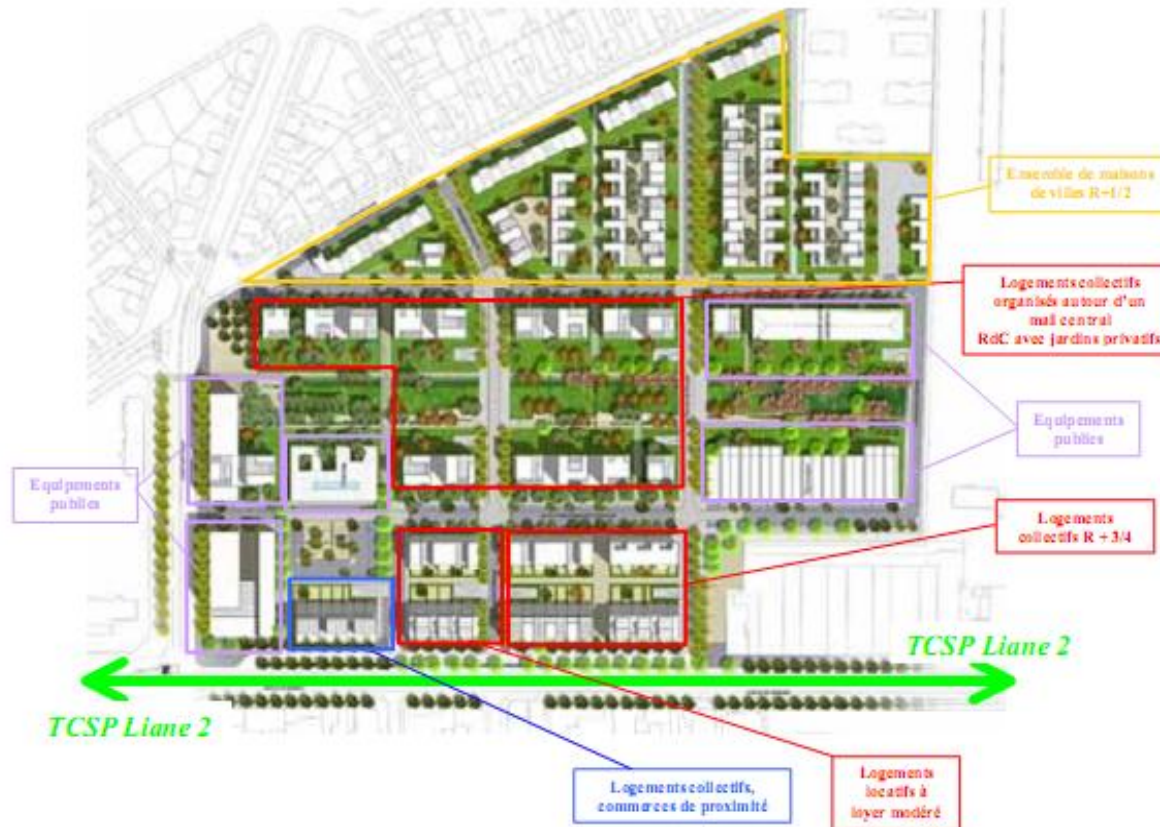 Ensemble de maisons
de villes R+1/2
Logements collectifs
organisés autour d'un
mail central
RdC avec jardins privatifs
Equipements
publics
Equipements
publics
Logements
collectifs R + 3/4
TCSP Liane 2
TCSP Liane 2
Logements collectifs,
commerces de proximité
Logements
locatifs à
loyer modéré